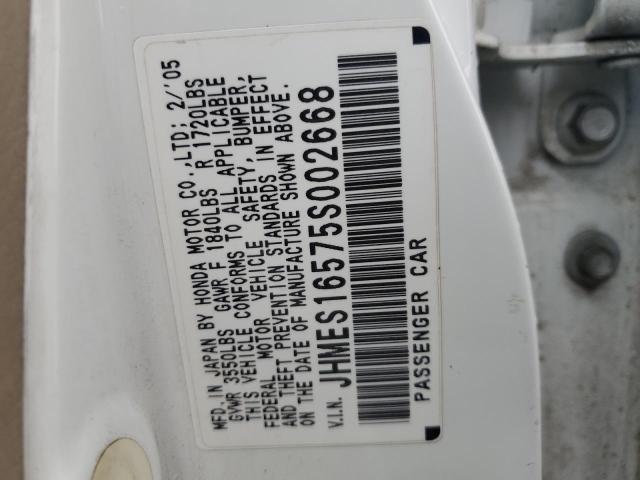 MFD. IN JAPAN BY HONDA MOTOR CO.,LTD; 2/'05
GVWR 3550LBS GAWR F 1840LBS R 1720LBS
THIS VEHICLE CONFORMS TO ALL APPLICABLE
FEDERAL MOTOR VEHICLE SAFETY, BUMPER,
AND THEFT PREVENTION STANDARDS IN EFFECT
ON THE DATE OF MANUFACTURE SHOWN ABOVE.
V.I.N. JHMES16575S002668
PASSENGER CAR